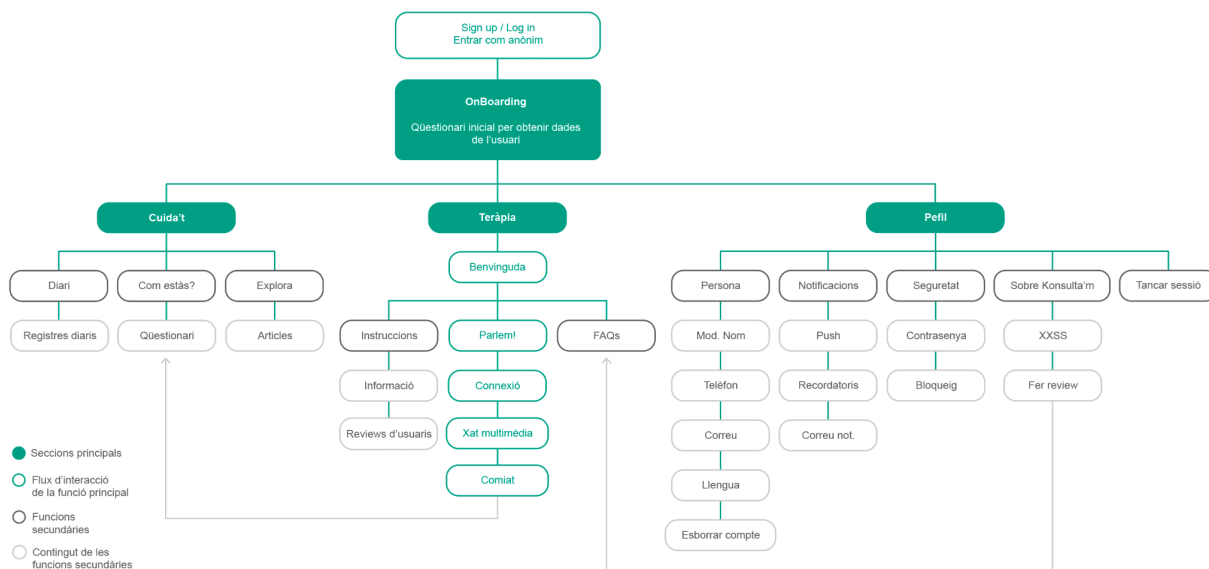 Sign up / Log in
Entrar com anònim
OnBoarding
Qüestionari inicial per obtenir dades
de l'usuari
Cuida't
Teràpia
Pefil
Benvinguda
Diari
Com estàs?
Explora
Persona
Notificacions
Seguretat
Sobre Konsulta'm
Tancar sessió
Registres diaris
Qüestionari
Articles
Instruccions
Parlem!
FAQs
Mod. Nom
Push
Contrasenya
XXSS
Informació
Connexió
Telèfon
Recordatoris
Bloqueig
Fer review
Reviews d'usuaris
Xat multimèdia
Correu
Correu not.
Comiat
Llengua
Esborrar compte
Seccions principals
Flux d'interacció
de la funció principal
Funcions
secundàries
Contingut de les
funcions secundàries